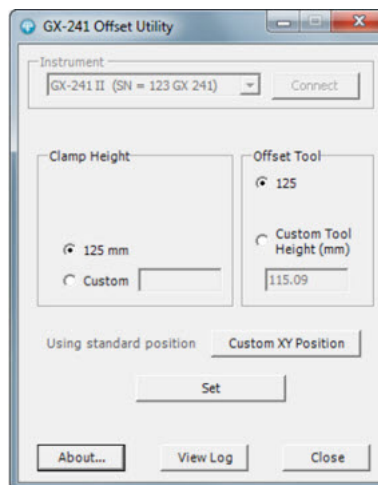 GX-241 Offset Utility
Instrument
GX-241 II (SN = 123 GX 241)
Connect
Clamp Height
125 mm
Custom
Offset Tool
125
Custom Tool
Height (mm)
115.09
Using standard position
Custom XY Position
Set
About...
View Log
Close